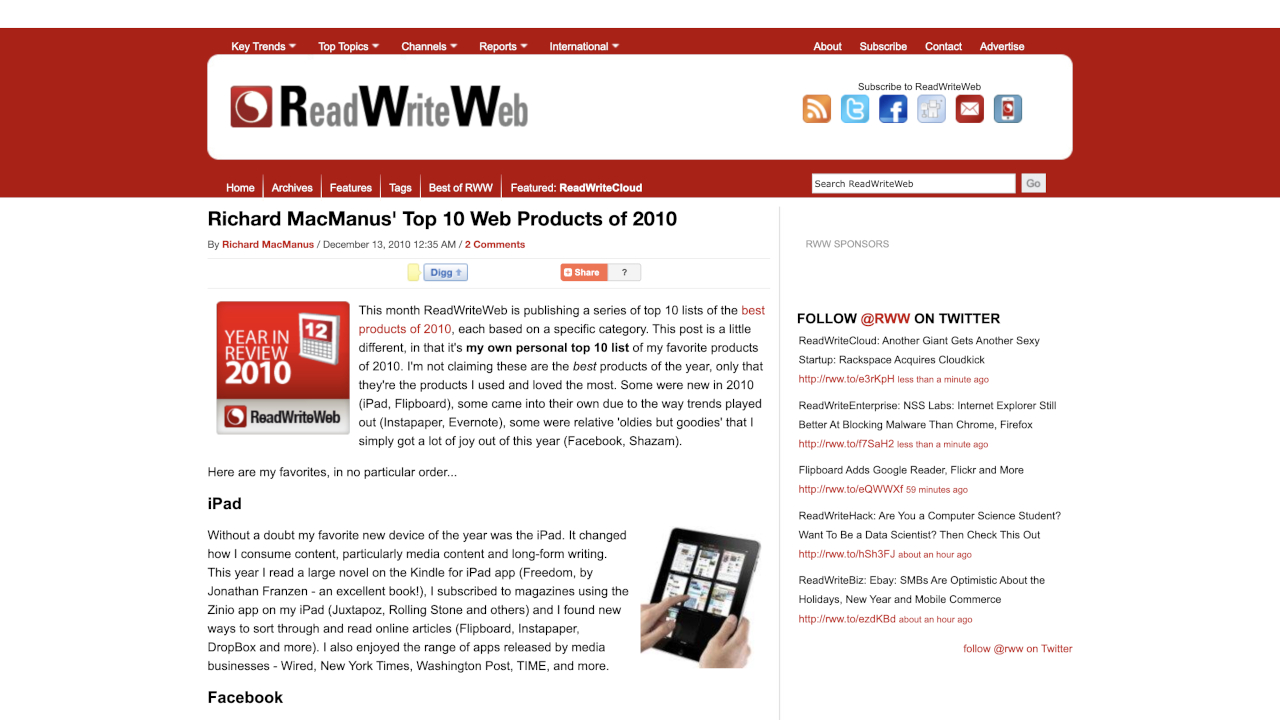 Key Trends Top Topics Channels Reports International About Subscribe Contact Advertise
ReadWriteWeb
Subscribe to ReadWriteWeb
Home Archives Features Tags Best of RWW Featured: ReadWriteCloud
Search ReadWriteWeb Go
Richard MacManus' Top 10 Web Products of 2010
By Richard MacManus / December 13, 2010 12:35 AM / 2 Comments
Digg Share ?
YEAR IN
REVIEW
2010
12
ReadWriteWeb
This month ReadWriteWeb is publishing a series of top 10 lists of the best
products of 2010, each based on a specific category. This post is a little
different, in that it's my own personal top 10 list of my favorite products
of 2010. I'm not claiming these are the best products of the year, only that
they're the products I used and loved the most. Some were new in 2010
(iPad, Flipboard), some came into their own due to the way trends played
out (Instapaper, Evernote), some were relative 'oldies but goodies' that I
simply got a lot of joy out of this year (Facebook, Shazam).
Here are my favorites, in no particular order...
iPad
Without a doubt my favorite new device of the year was the iPad. It changed
how I consume content, particularly media content and long-form writing.
This year I read a large novel on the Kindle for iPad app (Freedom, by
Jonathan Franzen - an excellent book!), I subscribed to magazines using the
Zinio app on my iPad (Juxtapoz, Rolling Stone and others) and I found new
ways to sort through and read online articles (Flipboard, Instapaper,
DropBox and more). I also enjoyed the range of apps released by media
businesses - Wired, New York Times, Washington Post, TIME, and more.
Facebook
RWW SPONSORS
FOLLOW @RWW ON TWITTER
ReadWriteCloud: Another Giant Gets Another Sexy
Startup: Rackspace Acquires Cloudkick
http://rww.to/e3rKpH less than a minute ago
ReadWriteEnterprise: NSS Labs: Internet Explorer Still
Better At Blocking Malware Than Chrome, Firefox
http://rww.to/f7SaH2 less than a minute ago
Flipboard Adds Google Reader, Flickr and More
http://rww.to/eQWWXf 59 minutes ago
ReadWriteHack: Are You a Computer Science Student?
Want To Be a Data Scientist? Then Check This Out
http://rww.to/hSh3FJ about an hour ago
ReadWriteBiz: Ebay: SMBs Are Optimistic About the
Holidays, New Year and Mobile Commerce
http://rww.to/ezdKBd about an hour ago
follow @rww on Twitter